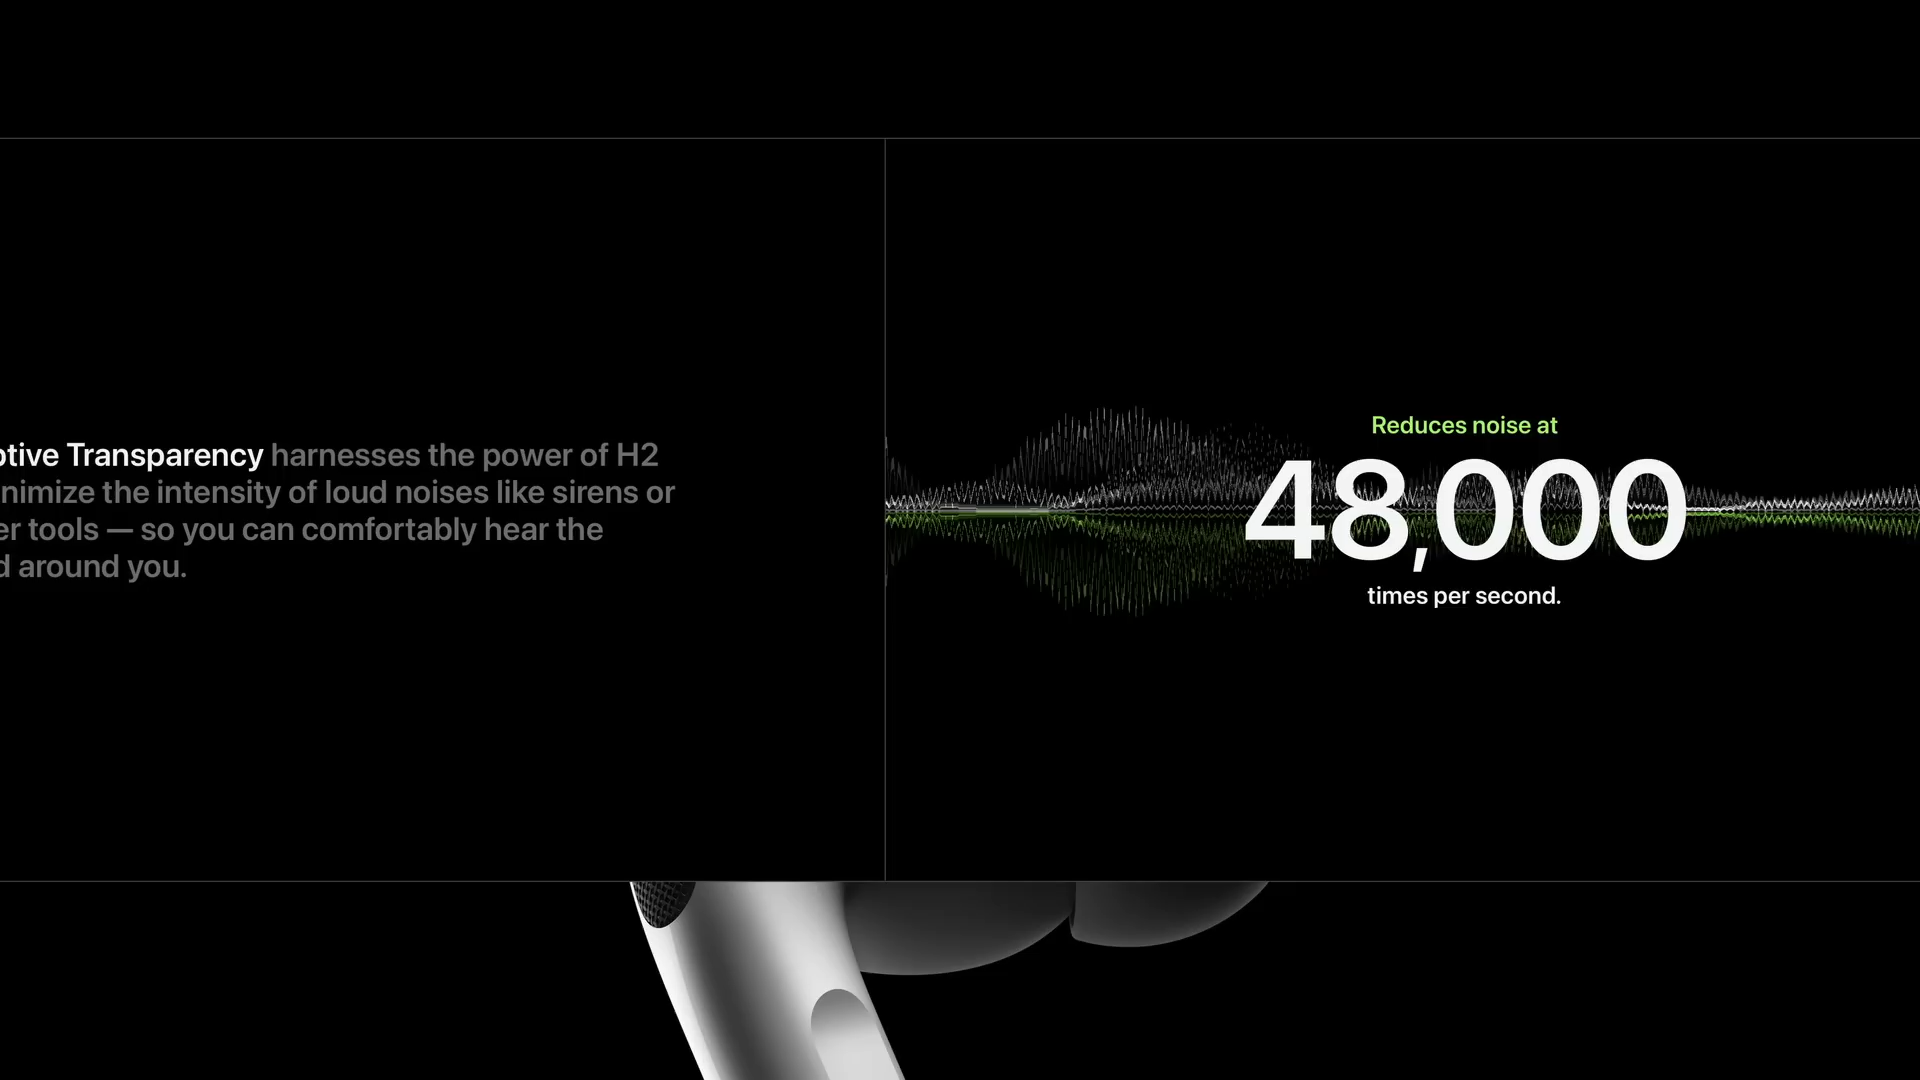 ptive Transparency harnesses the power of H2
nimize the intensity of loud noises like sirens or
er tools — so you can comfortably hear the
d around you.
Reduces noise at
48,000
times per second.